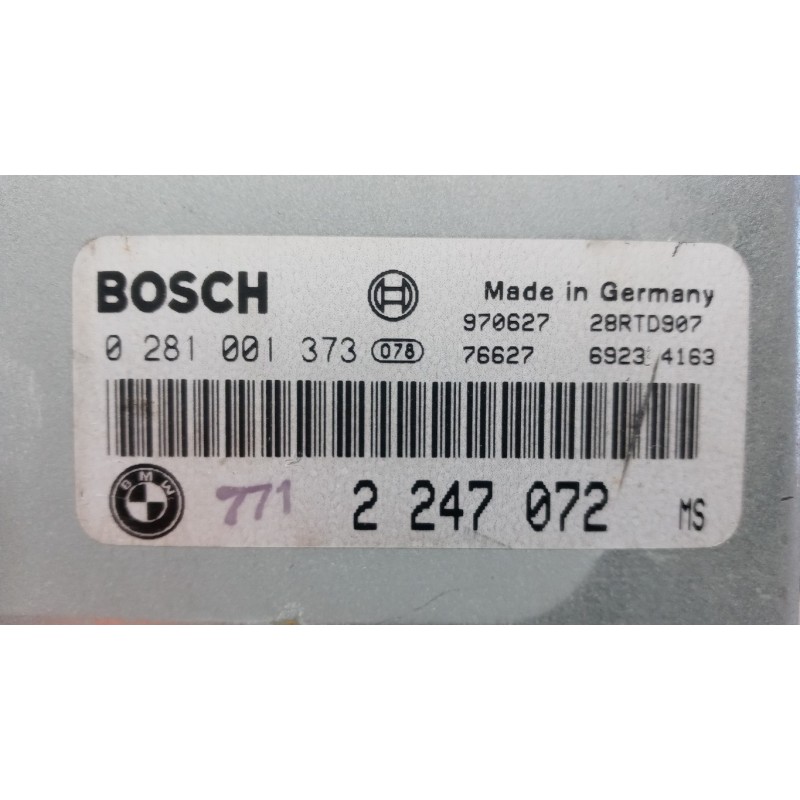 BOSCH
Made in Germany
970627 28RTD907
0 281 001 373 078 76627 6923 4163
BMW 771 2 247 072 MS